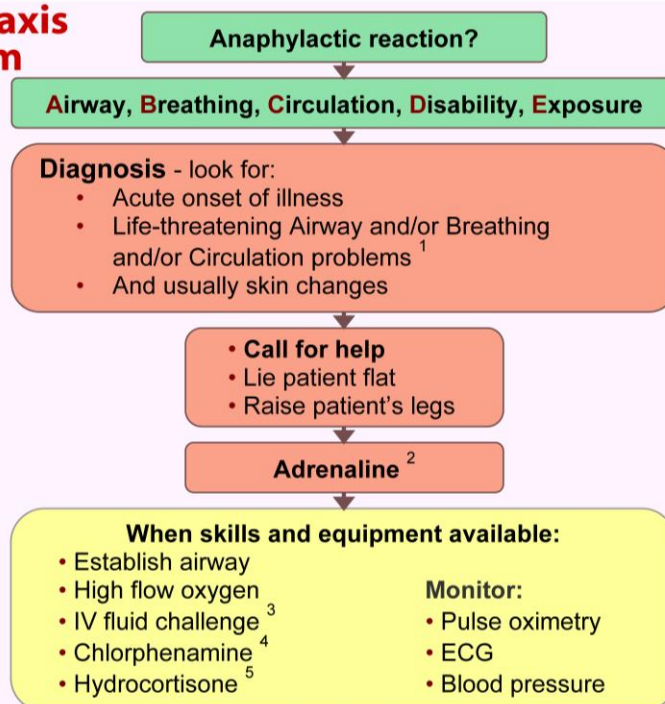 axis
m
Anaphylactic reaction?
Airway, Breathing, Circulation, Disability, Exposure
Diagnosis - look for:
• Acute onset of illness
• Life-threatening Airway and/or Breathing
and/or Circulation problems 1
• And usually skin changes
• Call for help
• Lie patient flat
• Raise patient's legs
Adrenaline 2
When skills and equipment available:
• Establish airway
• High flow oxygen
• IV fluid challenge 3
• Chlorphenamine 4
• Hydrocortisone 5
Monitor:
• Pulse oximetry
• ECG
• Blood pressure